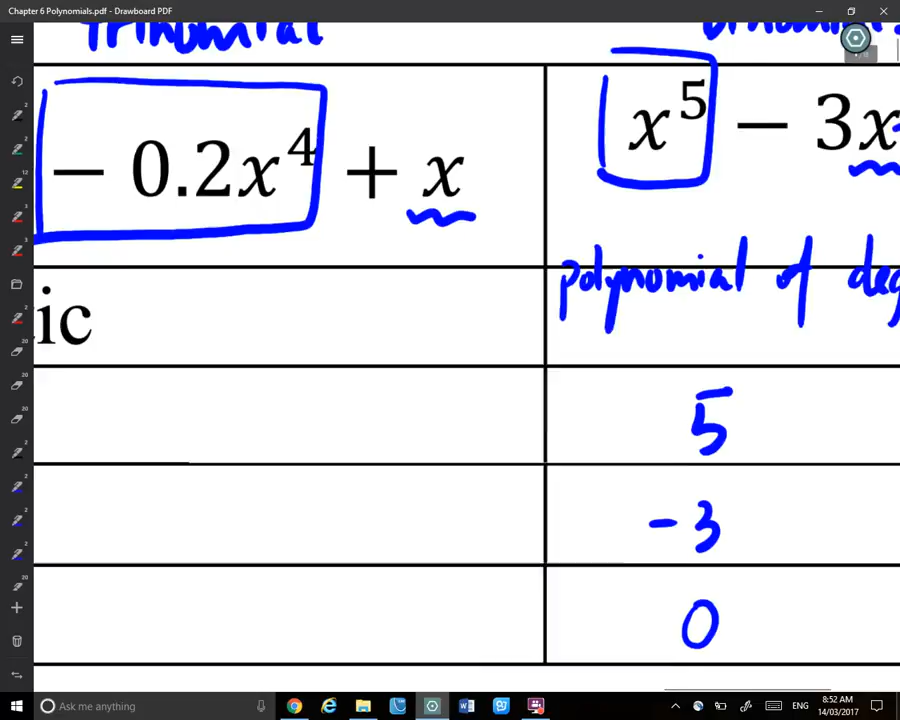 Chapter 6 Polynomials.pdf - Drawboard PDF
trinomial
− 0.2x⁴ + x
x⁵ − 3x
polynomial of deg
ic
5
-3
0
Ask me anything
ENG
8:52 AM
14/03/2017